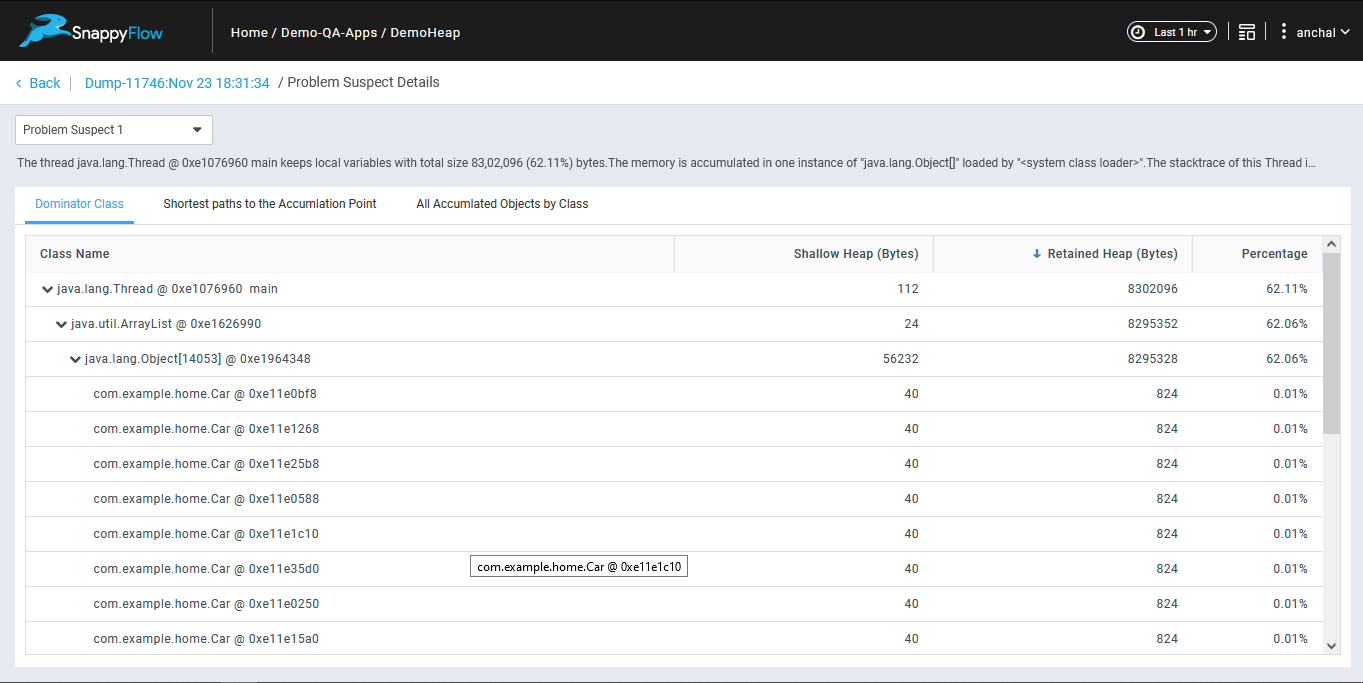 SnappyFlow Home / Demo-QA-Apps / DemoHeap Last 1 hr anchal
Back Dump-11746:Nov 23 18:31:34 / Problem Suspect Details
Problem Suspect 1
The thread java.lang.Thread @ 0xe1076960 main keeps local variables with total size 83,02,096 (62.11%) bytes.The memory is accumulated in one instance of "java.lang.Object[]" loaded by "<system class loader>".The stacktrace of this Thread i...
Dominator Class Shortest paths to the Accumlation Point All Accumlated Objects by Class
Class Name Shallow Heap (Bytes) Retained Heap (Bytes) Percentage
java.lang.Thread @ 0xe1076960 main 112 8302096 62.11%
java.util.ArrayList @ 0xe1626990 24 8295352 62.06%
java.lang.Object[14053] @ 0xe1964348 56232 8295328 62.06%
com.example.home.Car @ 0xe11e0bf8 40 824 0.01%
com.example.home.Car @ 0xe11e1268 40 824 0.01%
com.example.home.Car @ 0xe11e25b8 40 824 0.01%
com.example.home.Car @ 0xe11e0588 40 824 0.01%
com.example.home.Car @ 0xe11e1c10 40 824 0.01%
com.example.home.Car @ 0xe11e35d0 40 824 0.01%
com.example.home.Car @ 0xe11e1c10
com.example.home.Car @ 0xe11e0250 40 824 0.01%
com.example.home.Car @ 0xe11e15a0 40 824 0.01%